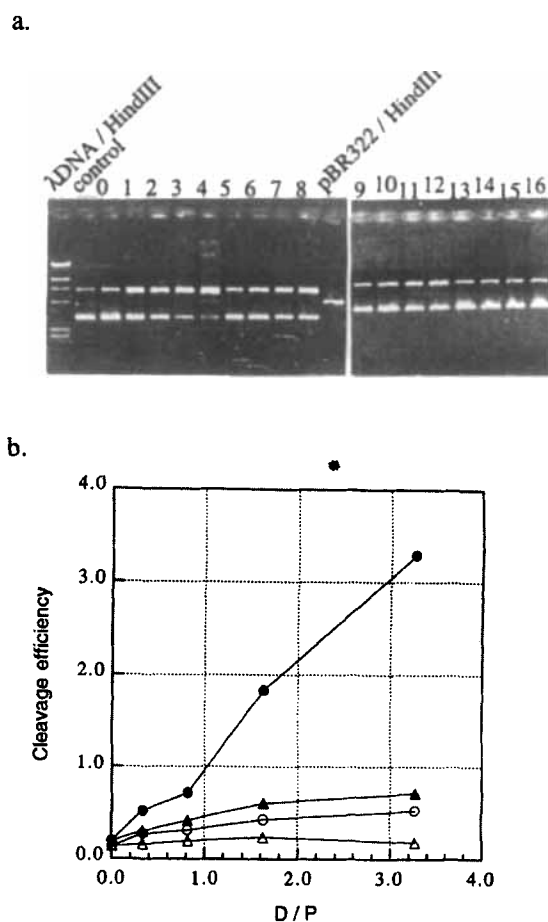 a.
λDNA / HindIII
control
0 1 2 3 4 5 6 7 8
pBR322 / HindIII
9 10 11 12 13 14 15 16
b.
*
4.0
3.0
2.0
1.0
0.0
Cleavage efficiency
0.0 1.0 2.0 3.0 4.0
D / P